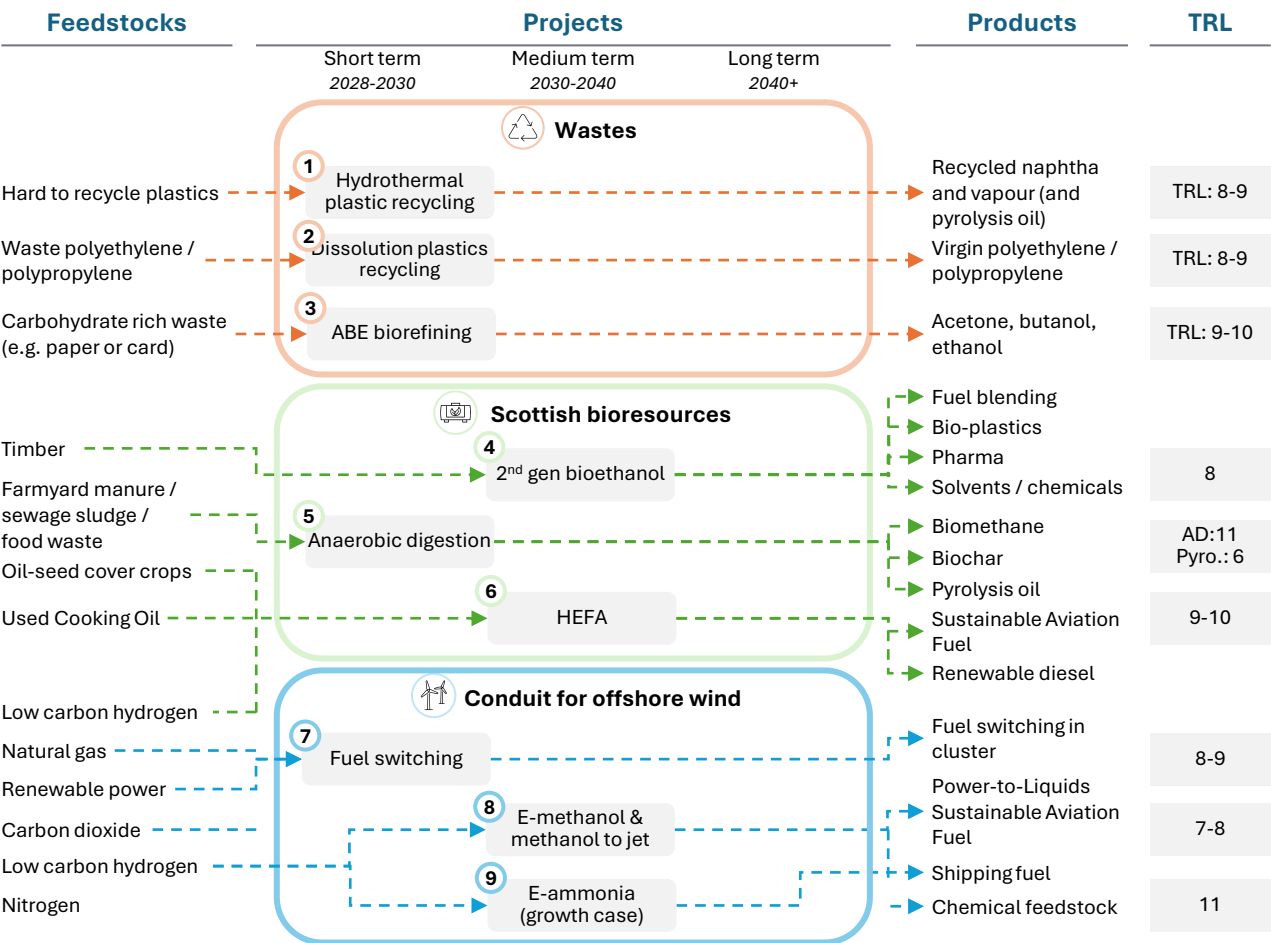 Feedstocks
Projects
Products
TRL
Short term
2028-2030
Medium term
2030-2040
Long term
2040+
Wastes
Hard to recycle plastics
1
Hydrothermal
plastic recycling
Recycled naphtha
and vapour (and
pyrolysis oil)
TRL: 8-9
Waste polyethylene /
polypropylene
2
Dissolution plastics
recycling
Virgin polyethylene /
polypropylene
TRL: 8-9
Carbohydrate rich waste
(e.g. paper or card)
3
ABE biorefining
Acetone, butanol,
ethanol
TRL: 9-10
Scottish bioresources
Timber
4
2nd gen bioethanol
Fuel blending
Bio-plastics
Pharma
Solvents / chemicals
8
Farmyard manure /
sewage sludge /
food waste
5
Anaerobic digestion
Biomethane
Biochar
Pyrolysis oil
AD:11
Pyro.: 6
Oil-seed cover crops
Used Cooking Oil
6
HEFA
Sustainable Aviation
Fuel
Renewable diesel
9-10
Low carbon hydrogen
Conduit for offshore wind
Natural gas
Renewable power
7
Fuel switching
Fuel switching in
cluster
8-9
Carbon dioxide
8
E-methanol &
methanol to jet
Power-to-Liquids
Sustainable Aviation
Fuel
7-8
Low carbon hydrogen
Nitrogen
9
E-ammonia
(growth case)
Shipping fuel
Chemical feedstock
11